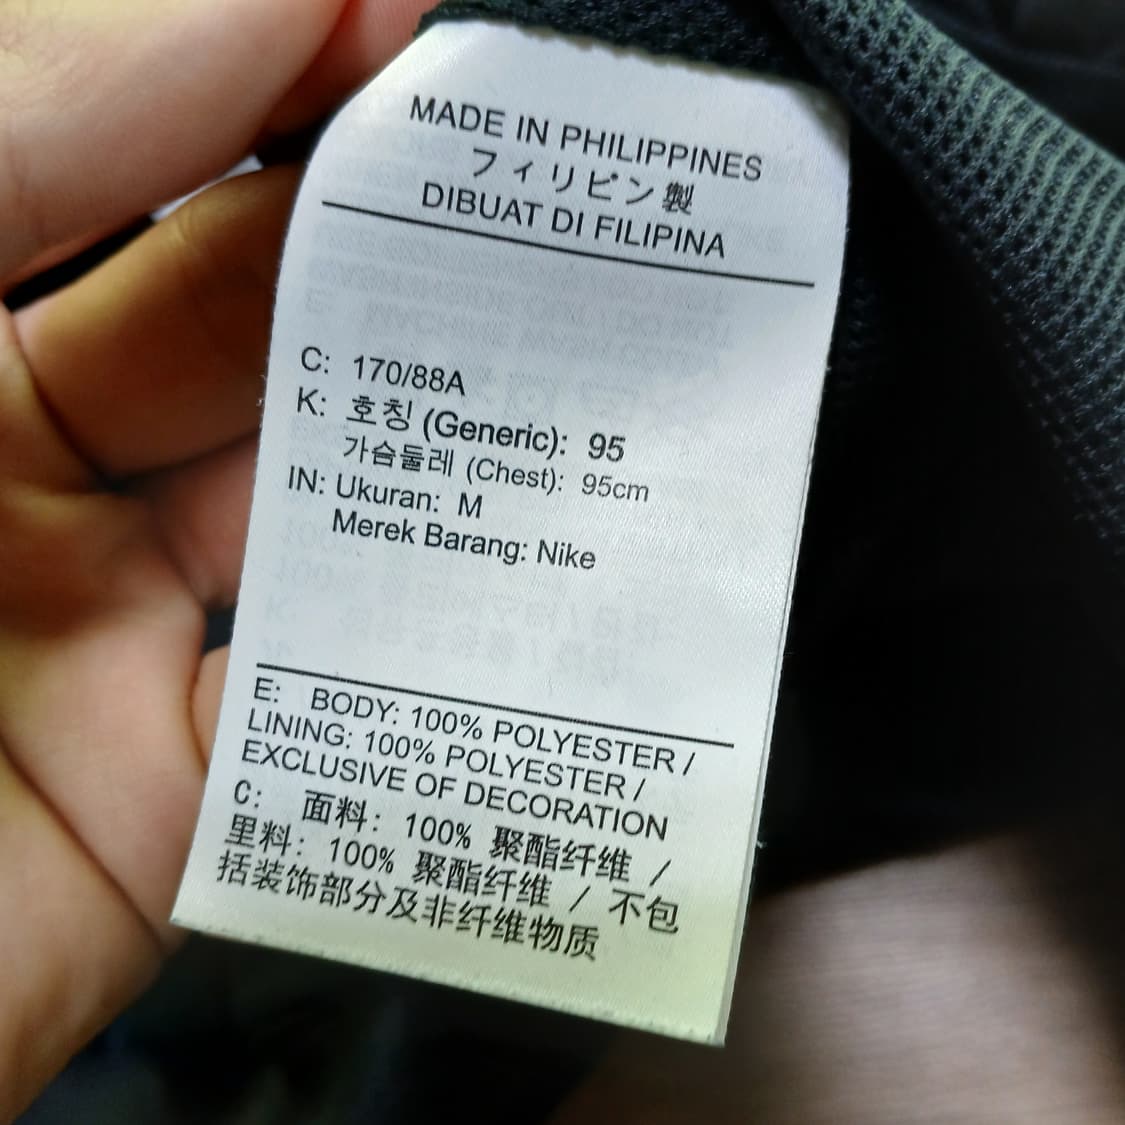 MADE IN PHILIPPINES
フィリピン製
DIBUAT DI FILIPINA
C: 170/88A
K: 호칭 (Generic): 95
가슴둘레 (Chest): 95cm
IN: Ukuran: M
Merek Barang: Nike
E: BODY: 100% POLYESTER /
LINING: 100% POLYESTER /
EXCLUSIVE OF DECORATION
C: 面料: 100% 聚酯纤维 /
里料: 100% 聚酯纤维 / 不包
括装饰部分及非纤维物质